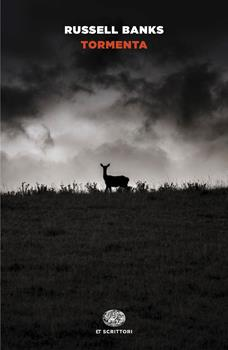 RUSSELL BANKS
TORMENTA
ET SCRITTORI